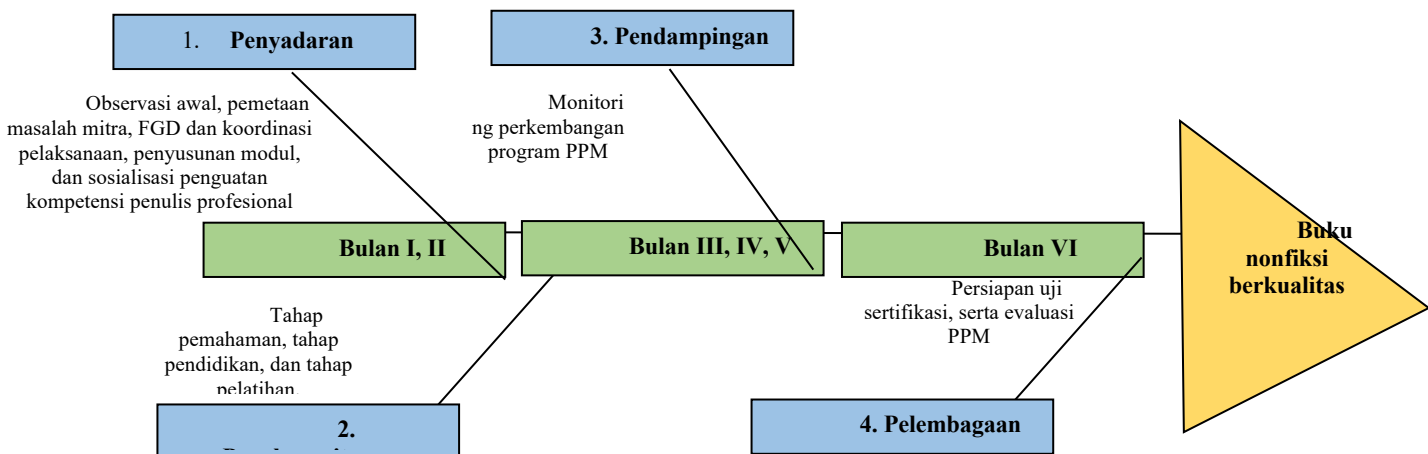 1. Penyadaran
3. Pendampingan
Observasi awal, pemetaan
masalah mitra, FGD dan koordinasi
pelaksanaan, penyusunan modul,
dan sosialisasi penguatan
kompetensi penulis profesional
Monitori
ng perkembangan
program PPM
Bulan I, II
Bulan III, IV, V
Bulan VI
Buku
nonfiksi
berkualitas
Tahap
pemahaman, tahap
pendidikan, dan tahap
pelatihan.
Persiapan uji
sertifikasi, serta evaluasi
PPM
2.
4. Pelembagaan